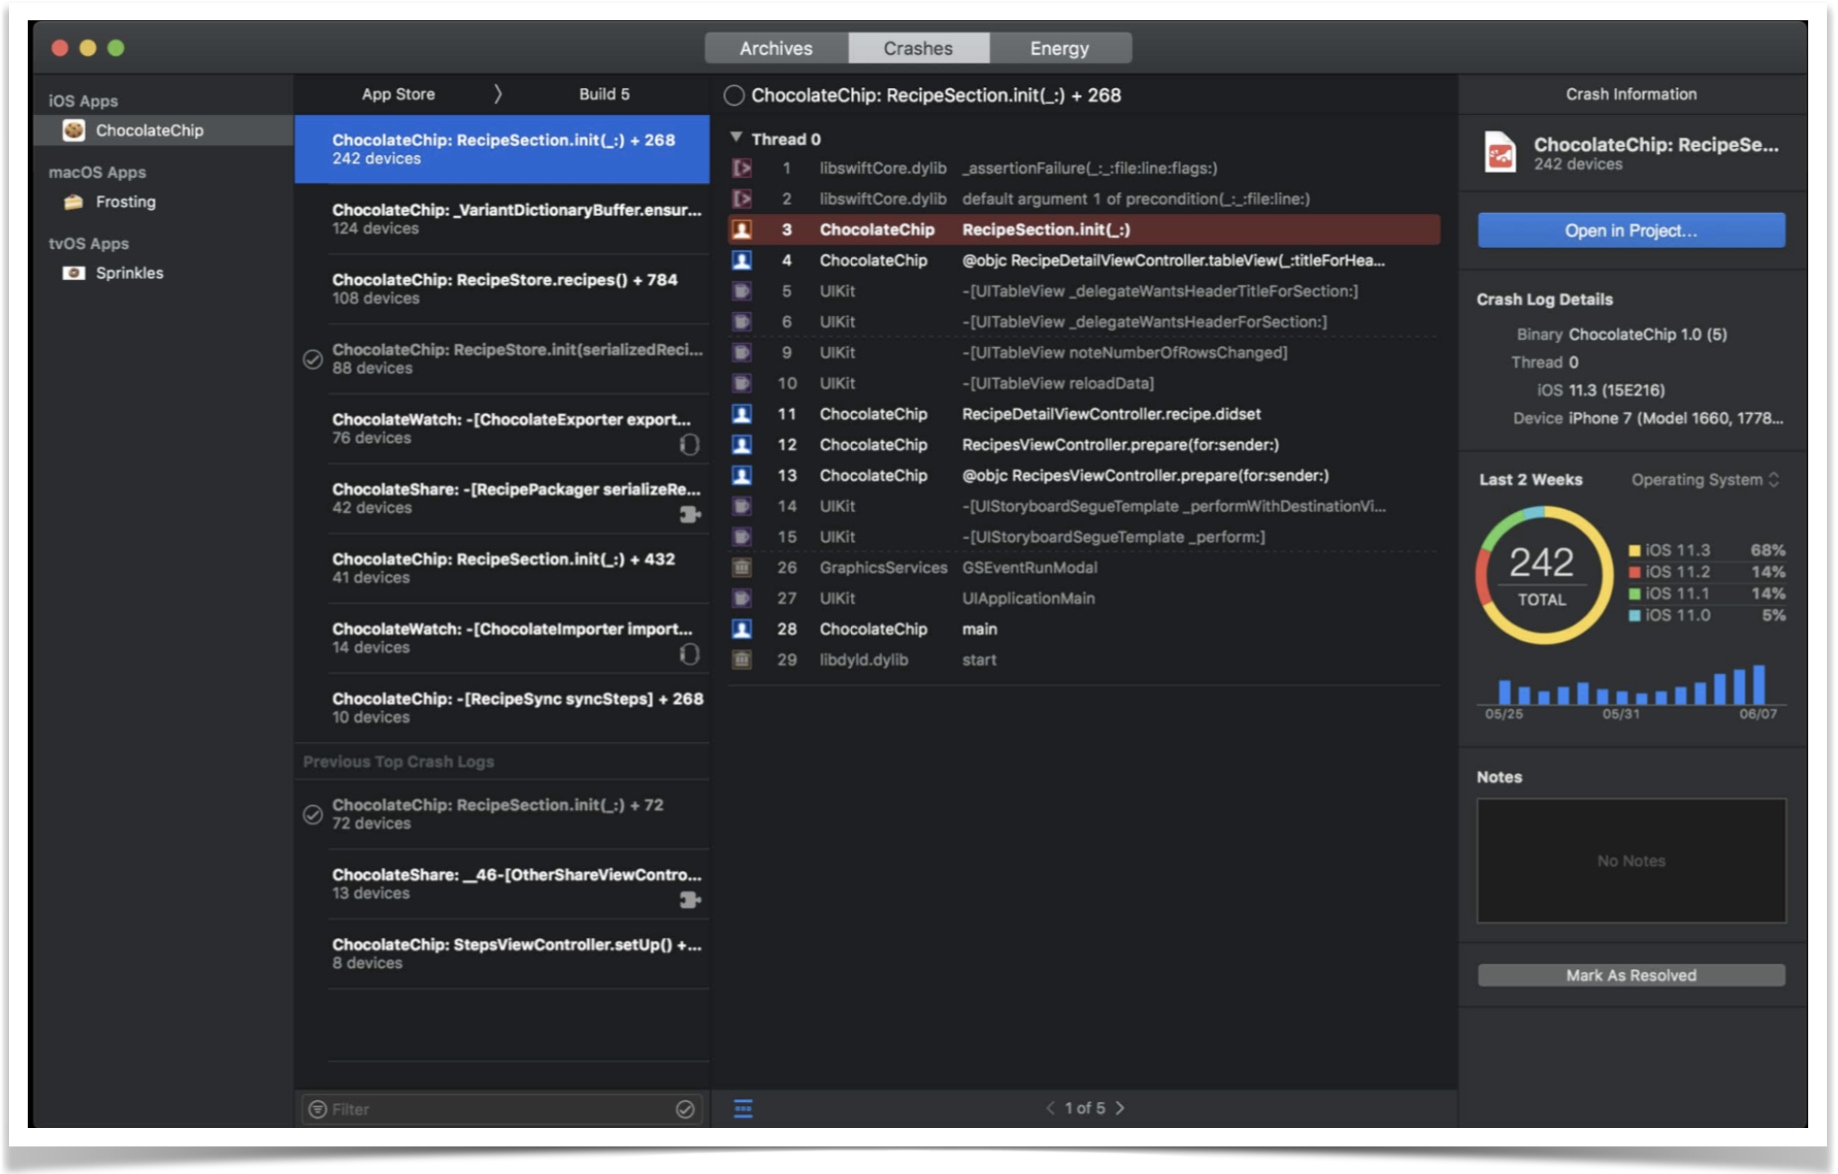 Archives
Crashes
Energy
iOS Apps
ChocolateChip
macOS Apps
Frosting
tvOS Apps
Sprinkles
App Store
Build 5
ChocolateChip: RecipeSection.init(_:) + 268
242 devices
ChocolateChip: _VariantDictionaryBuffer.ensur...
124 devices
ChocolateChip: RecipeStore.recipes() + 784
108 devices
ChocolateChip: RecipeStore.init(serializedReci...
88 devices
ChocolateWatch: -[ChocolateExporter export...
76 devices
ChocolateShare: -[RecipePackager serializeRe...
42 devices
ChocolateChip: RecipeSection.init(_:) + 432
41 devices
ChocolateWatch: -[ChocolateImporter import...
14 devices
ChocolateChip: -[RecipeSync syncSteps] + 268
10 devices
Previous Top Crash Logs
ChocolateChip: RecipeSection.init(_:) + 72
72 devices
ChocolateShare: __46-[OtherShareViewContro...
13 devices
ChocolateChip: StepsViewController.setUp() +...
8 devices
Filter
ChocolateChip: RecipeSection.init(_:) + 268
Thread 0
1 libswiftCore.dylib _assertionFailure(_:_:file:line:flags:)
2 libswiftCore.dylib default argument 1 of precondition(_:_:file:line:)
3 ChocolateChip RecipeSection.init(_:)
4 ChocolateChip @objc RecipeDetailViewController.tableView(_:titleForHea...
5 UIKit -[UITableView _delegateWantsHeaderTitleForSection:]
6 UIKit -[UITableView _delegateWantsHeaderForSection:]
9 UIKit -[UITableView noteNumberOfRowsChanged]
10 UIKit -[UITableView reloadData]
11 ChocolateChip RecipeDetailViewController.recipe.didset
12 ChocolateChip RecipesViewController.prepare(for:sender:)
13 ChocolateChip @objc RecipesViewController.prepare(for:sender:)
14 UIKit -[UIStoryboardSegueTemplate _performWithDestinationVi...
15 UIKit -[UIStoryboardSegueTemplate _perform:]
26 GraphicsServices GSEventRunModal
27 UIKit UIApplicationMain
28 ChocolateChip main
29 libdyld.dylib start
1 of 5
Crash Information
ChocolateChip: RecipeSe...
242 devices
Open in Project...
Crash Log Details
Binary ChocolateChip 1.0 (5)
Thread 0
iOS 11.3 (15E216)
Device iPhone 7 (Model 1660, 1778...
Last 2 Weeks Operating System
242
TOTAL
iOS 11.3 68%
iOS 11.2 14%
iOS 11.1 14%
iOS 11.0 5%
05/25 05/31 06/07
Notes
No Notes
Mark As Resolved